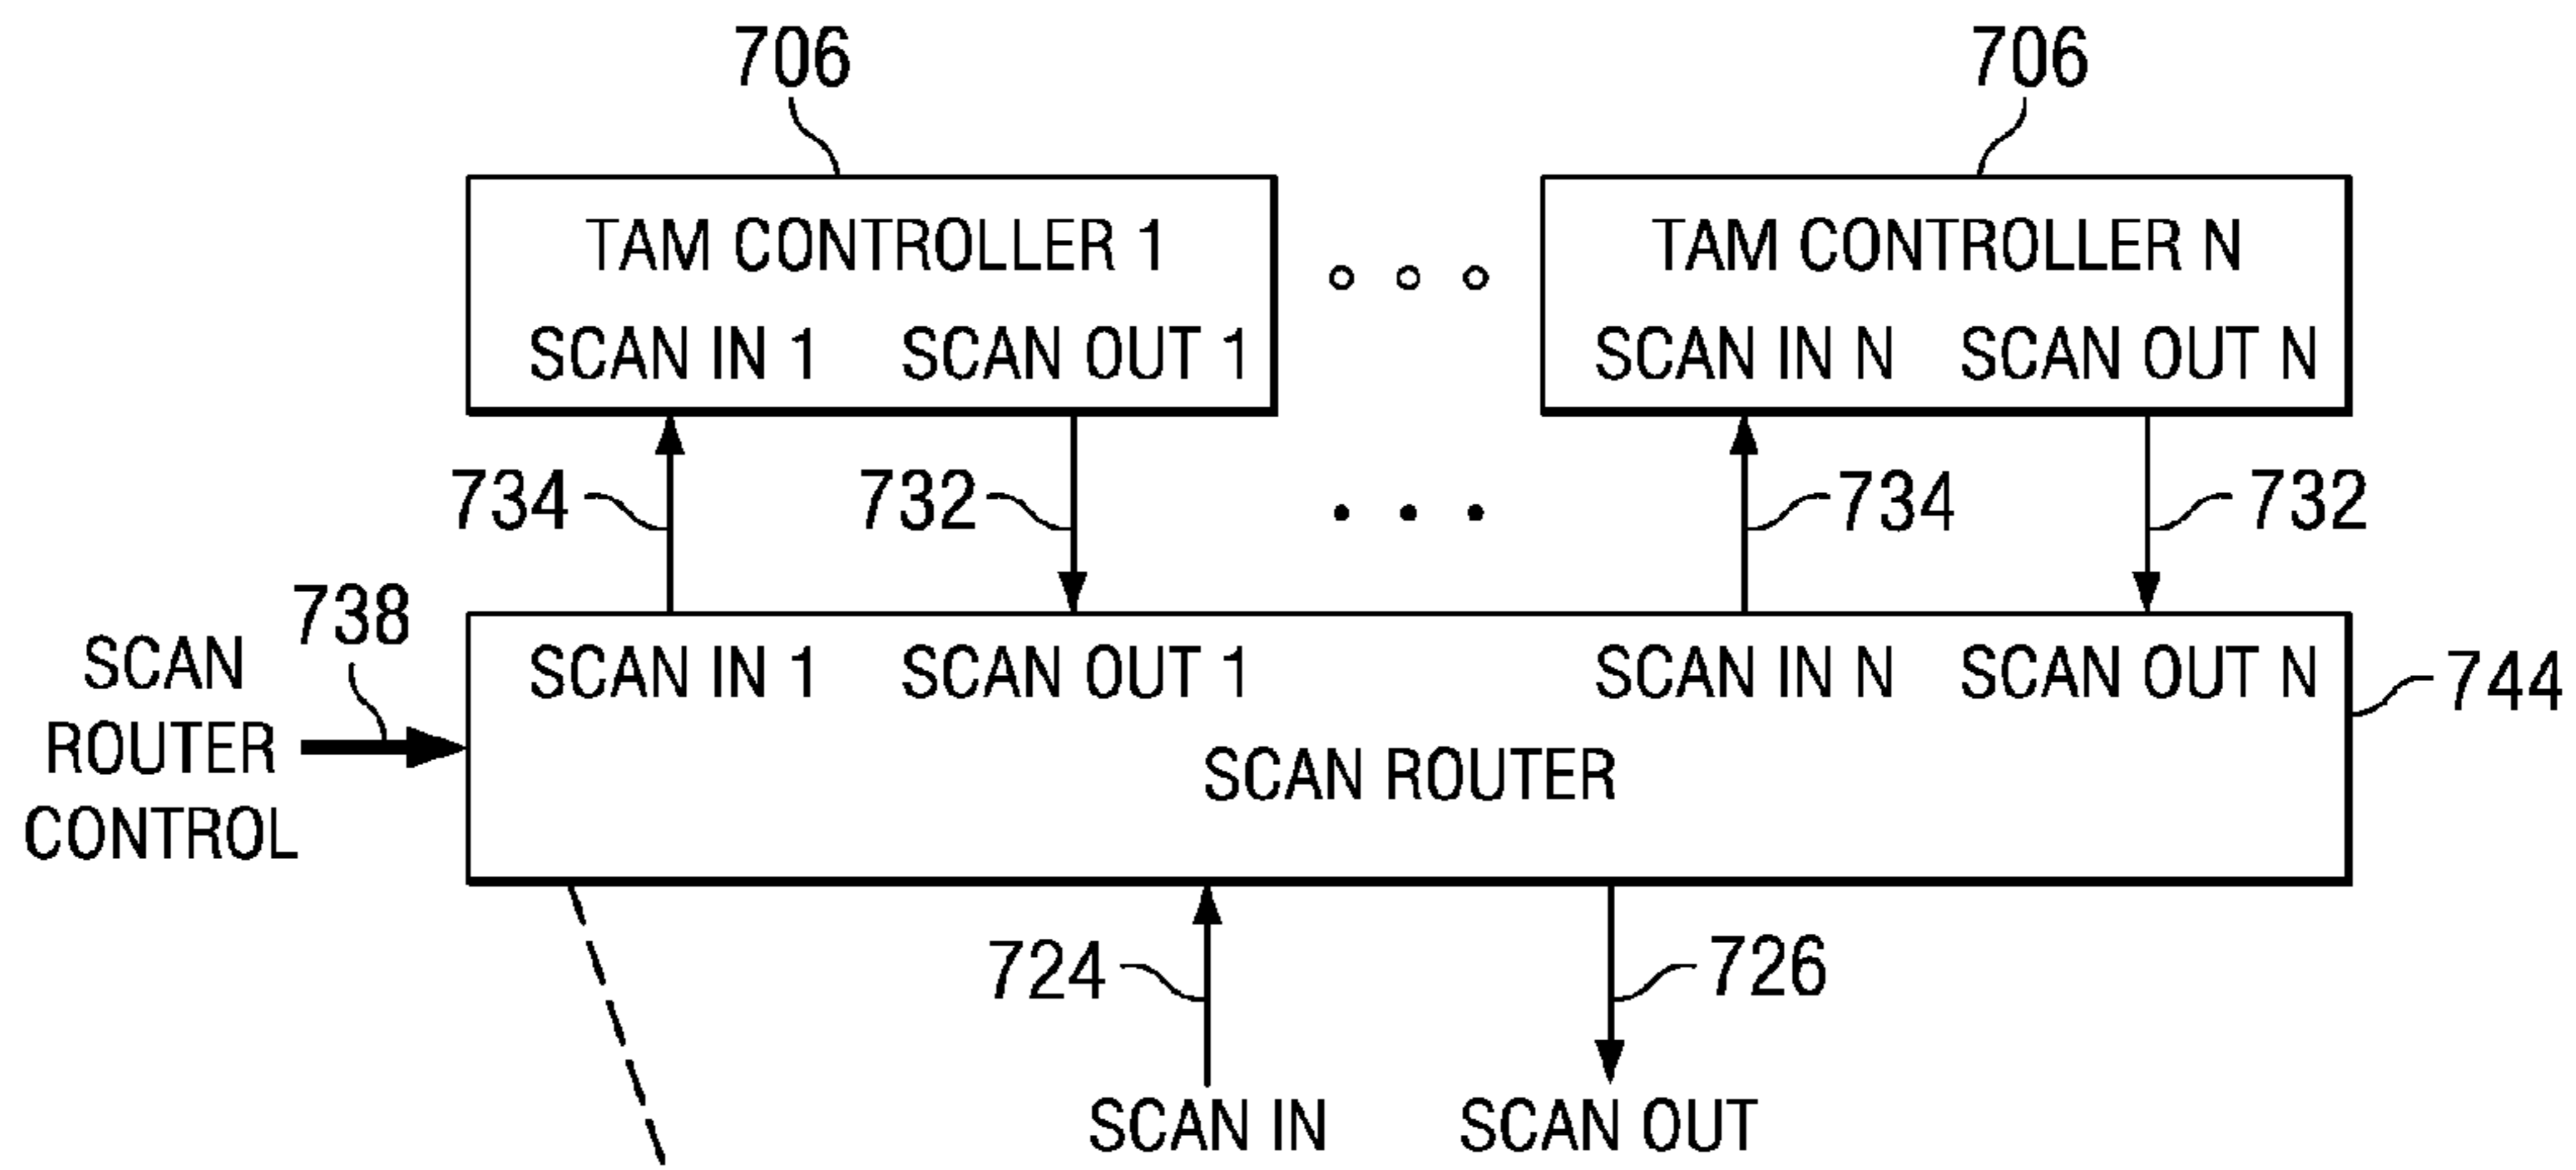 706 706
TAM CONTROLLER 1 TAM CONTROLLER N
SCAN IN 1 SCAN OUT 1 SCAN IN N SCAN OUT N
734 732 734 732
738
SCAN
ROUTER
CONTROL
SCAN IN 1 SCAN OUT 1 SCAN IN N SCAN OUT N
744
SCAN ROUTER
724 726
SCAN IN SCAN OUT